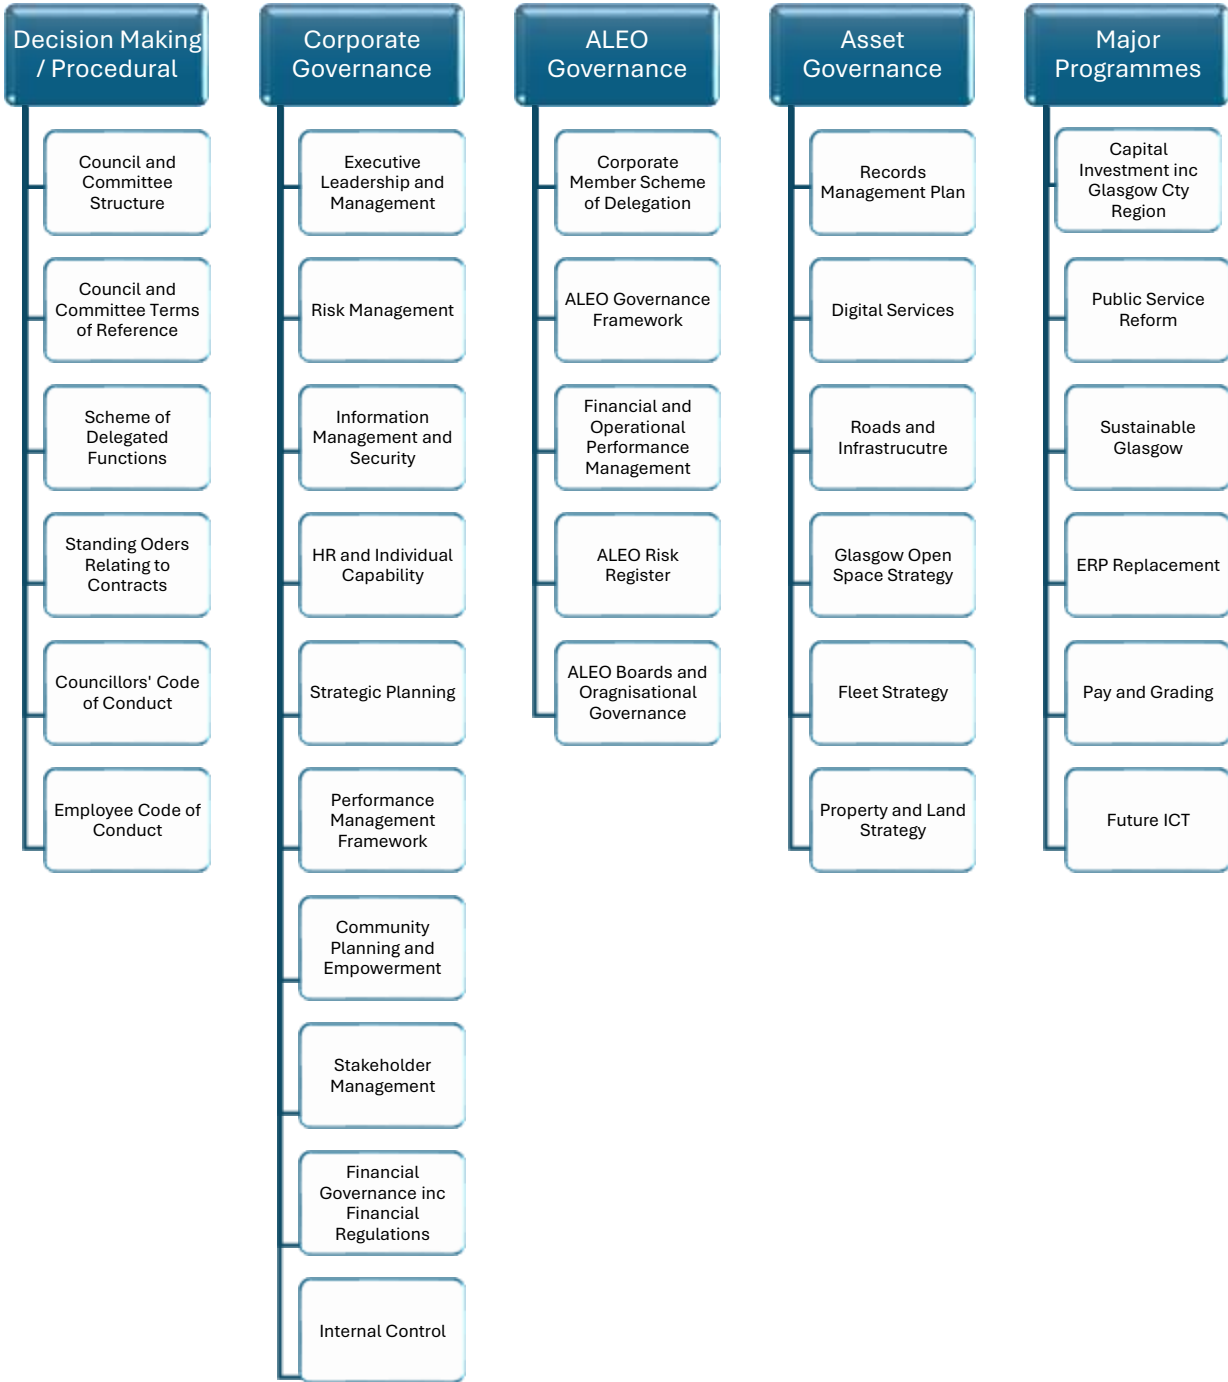 Decision Making
/ Procedural
Council and
Committee
Structure
Council and
Committee Terms
of Reference
Scheme of
Delegated
Functions
Standing Oders
Relating to
Contracts
Councillors' Code
of Conduct
Employee Code of
Conduct
Corporate
Governance
Executive
Leadership and
Management
Risk Management
Information
Management and
Security
HR and Individual
Capability
Strategic Planning
Performance
Management
Framework
Community
Planning and
Empowerment
Stakeholder
Management
Financial
Governance inc
Financial
Regulations
Internal Control
ALEO
Governance
Corporate
Member Scheme
of Delegation
ALEO Governance
Framework
Financial and
Operational
Performance
Management
ALEO Risk
Register
ALEO Boards and
Oragnisational
Governance
Asset
Governance
Records
Management Plan
Digital Services
Roads and
Infrastrucutre
Glasgow Open
Space Strategy
Fleet Strategy
Property and Land
Strategy
Major
Programmes
Capital
Investment inc
Glasgow Cty
Region
Public Service
Reform
Sustainable
Glasgow
ERP Replacement
Pay and Grading
Future ICT